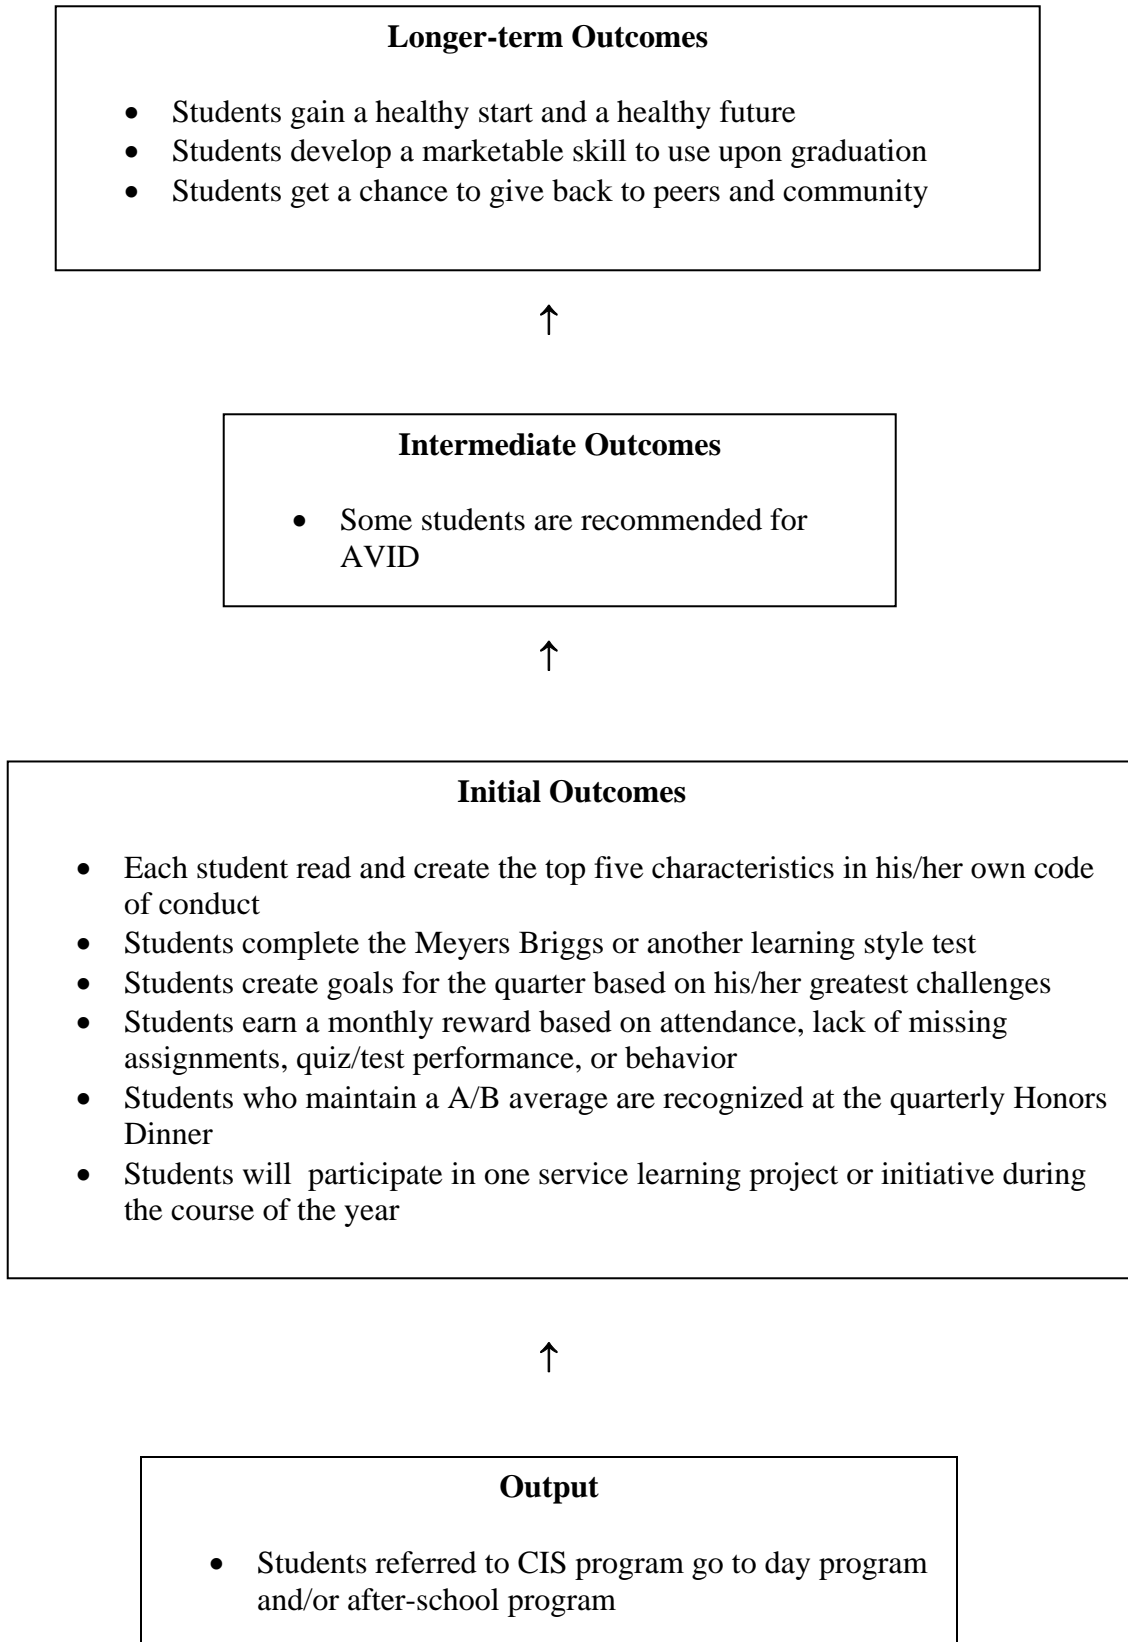 Longer-term Outcomes
• Students gain a healthy start and a healthy future
• Students develop a marketable skill to use upon graduation
• Students get a chance to give back to peers and community
↑
Intermediate Outcomes
• Some students are recommended for
AVID
↑
Initial Outcomes
• Each student read and create the top five characteristics in his/her own code
of conduct
• Students complete the Meyers Briggs or another learning style test
• Students create goals for the quarter based on his/her greatest challenges
• Students earn a monthly reward based on attendance, lack of missing
assignments, quiz/test performance, or behavior
• Students who maintain a A/B average are recognized at the quarterly Honors
Dinner
• Students will  participate in one service learning project or initiative during
the course of the year
↑
Output
• Students referred to CIS program go to day program
and/or after-school program